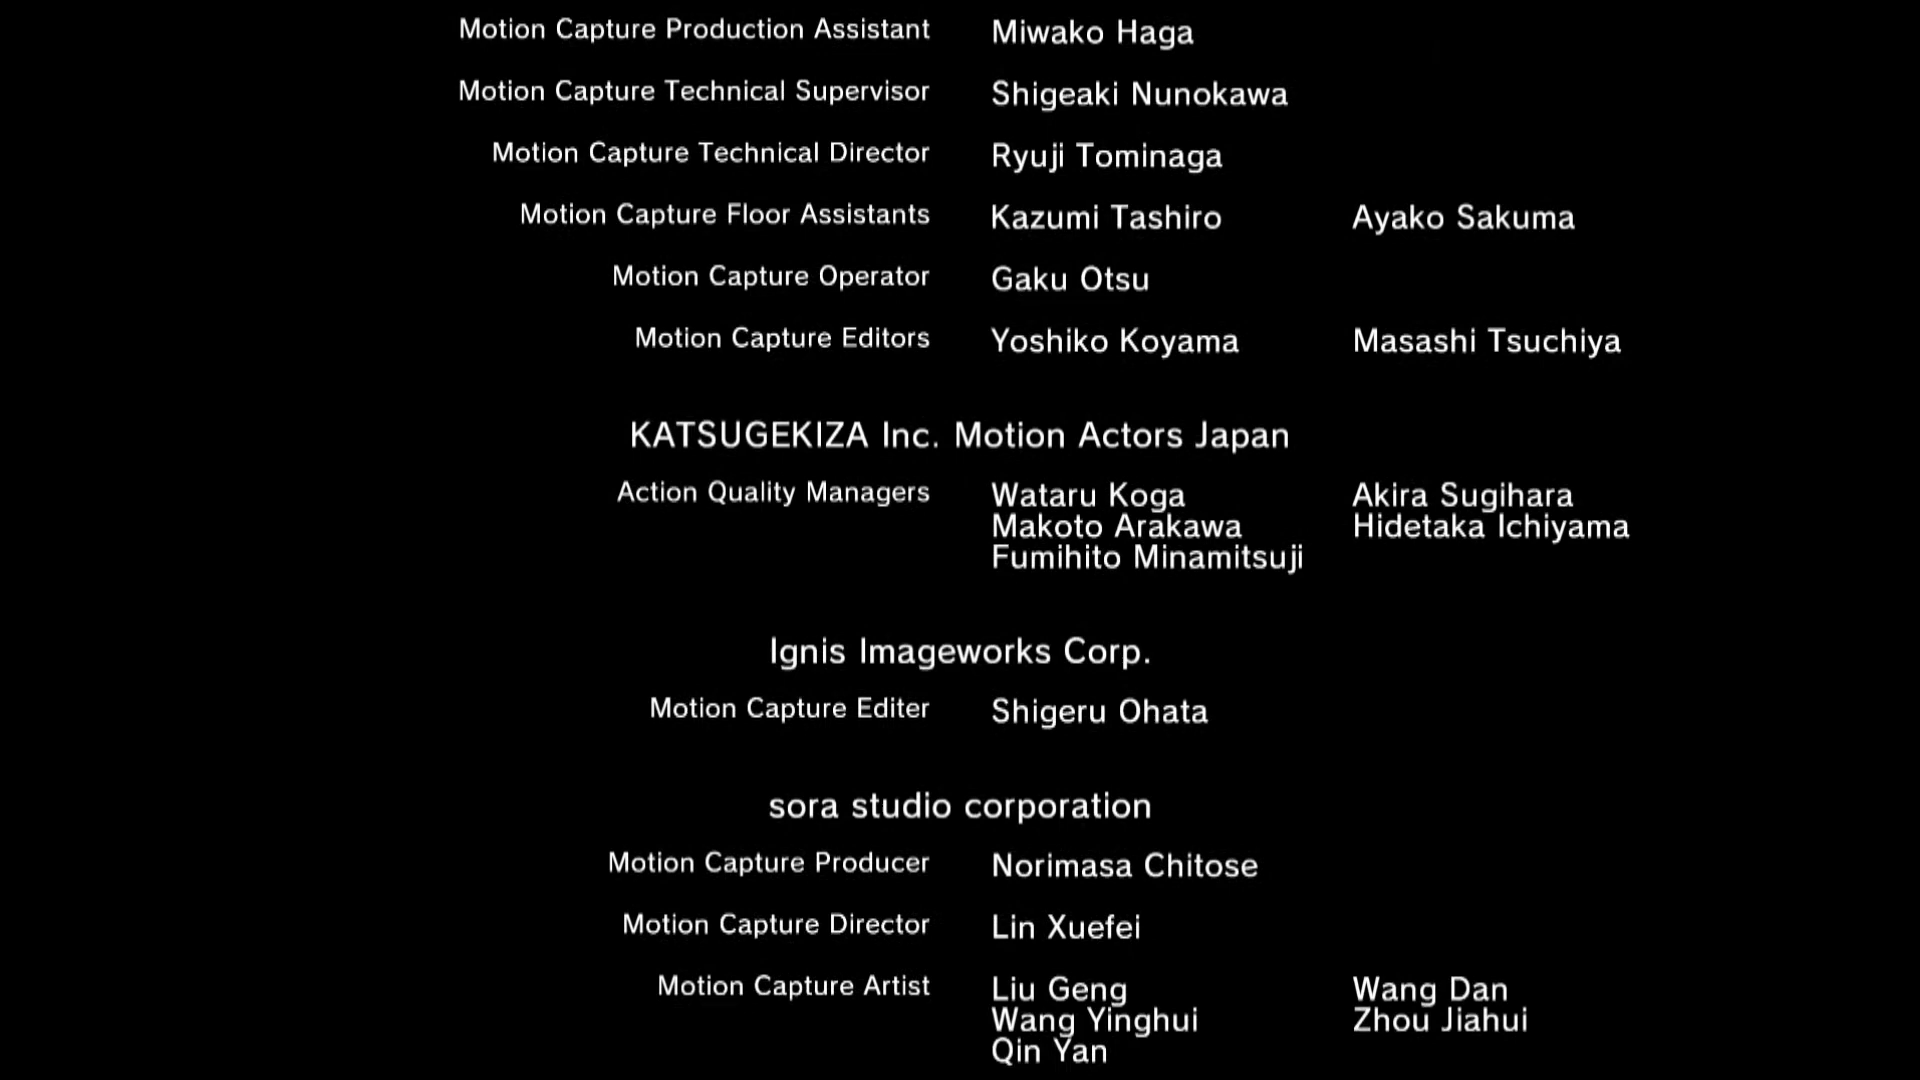 Motion Capture Production Assistant Miwako Haga
Motion Capture Technical Supervisor Shigeaki Nunokawa
Motion Capture Technical Director Ryuji Tominaga
Motion Capture Floor Assistants Kazumi Tashiro Ayako Sakuma
Motion Capture Operator Gaku Otsu
Motion Capture Editors Yoshiko Koyama Masashi Tsuchiya
KATSUGEKIZA Inc. Motion Actors Japan
Action Quality Managers Wataru Koga Akira Sugihara
Makoto Arakawa Hidetaka Ichiyama
Fumihito Minamitsuji
Ignis Imageworks Corp.
Motion Capture Editer Shigeru Ohata
sora studio corporation
Motion Capture Producer Norimasa Chitose
Motion Capture Director Lin Xuefei
Motion Capture Artist Liu Geng Wang Dan
Wang Yinghui Zhou Jiahui
Qin Yan